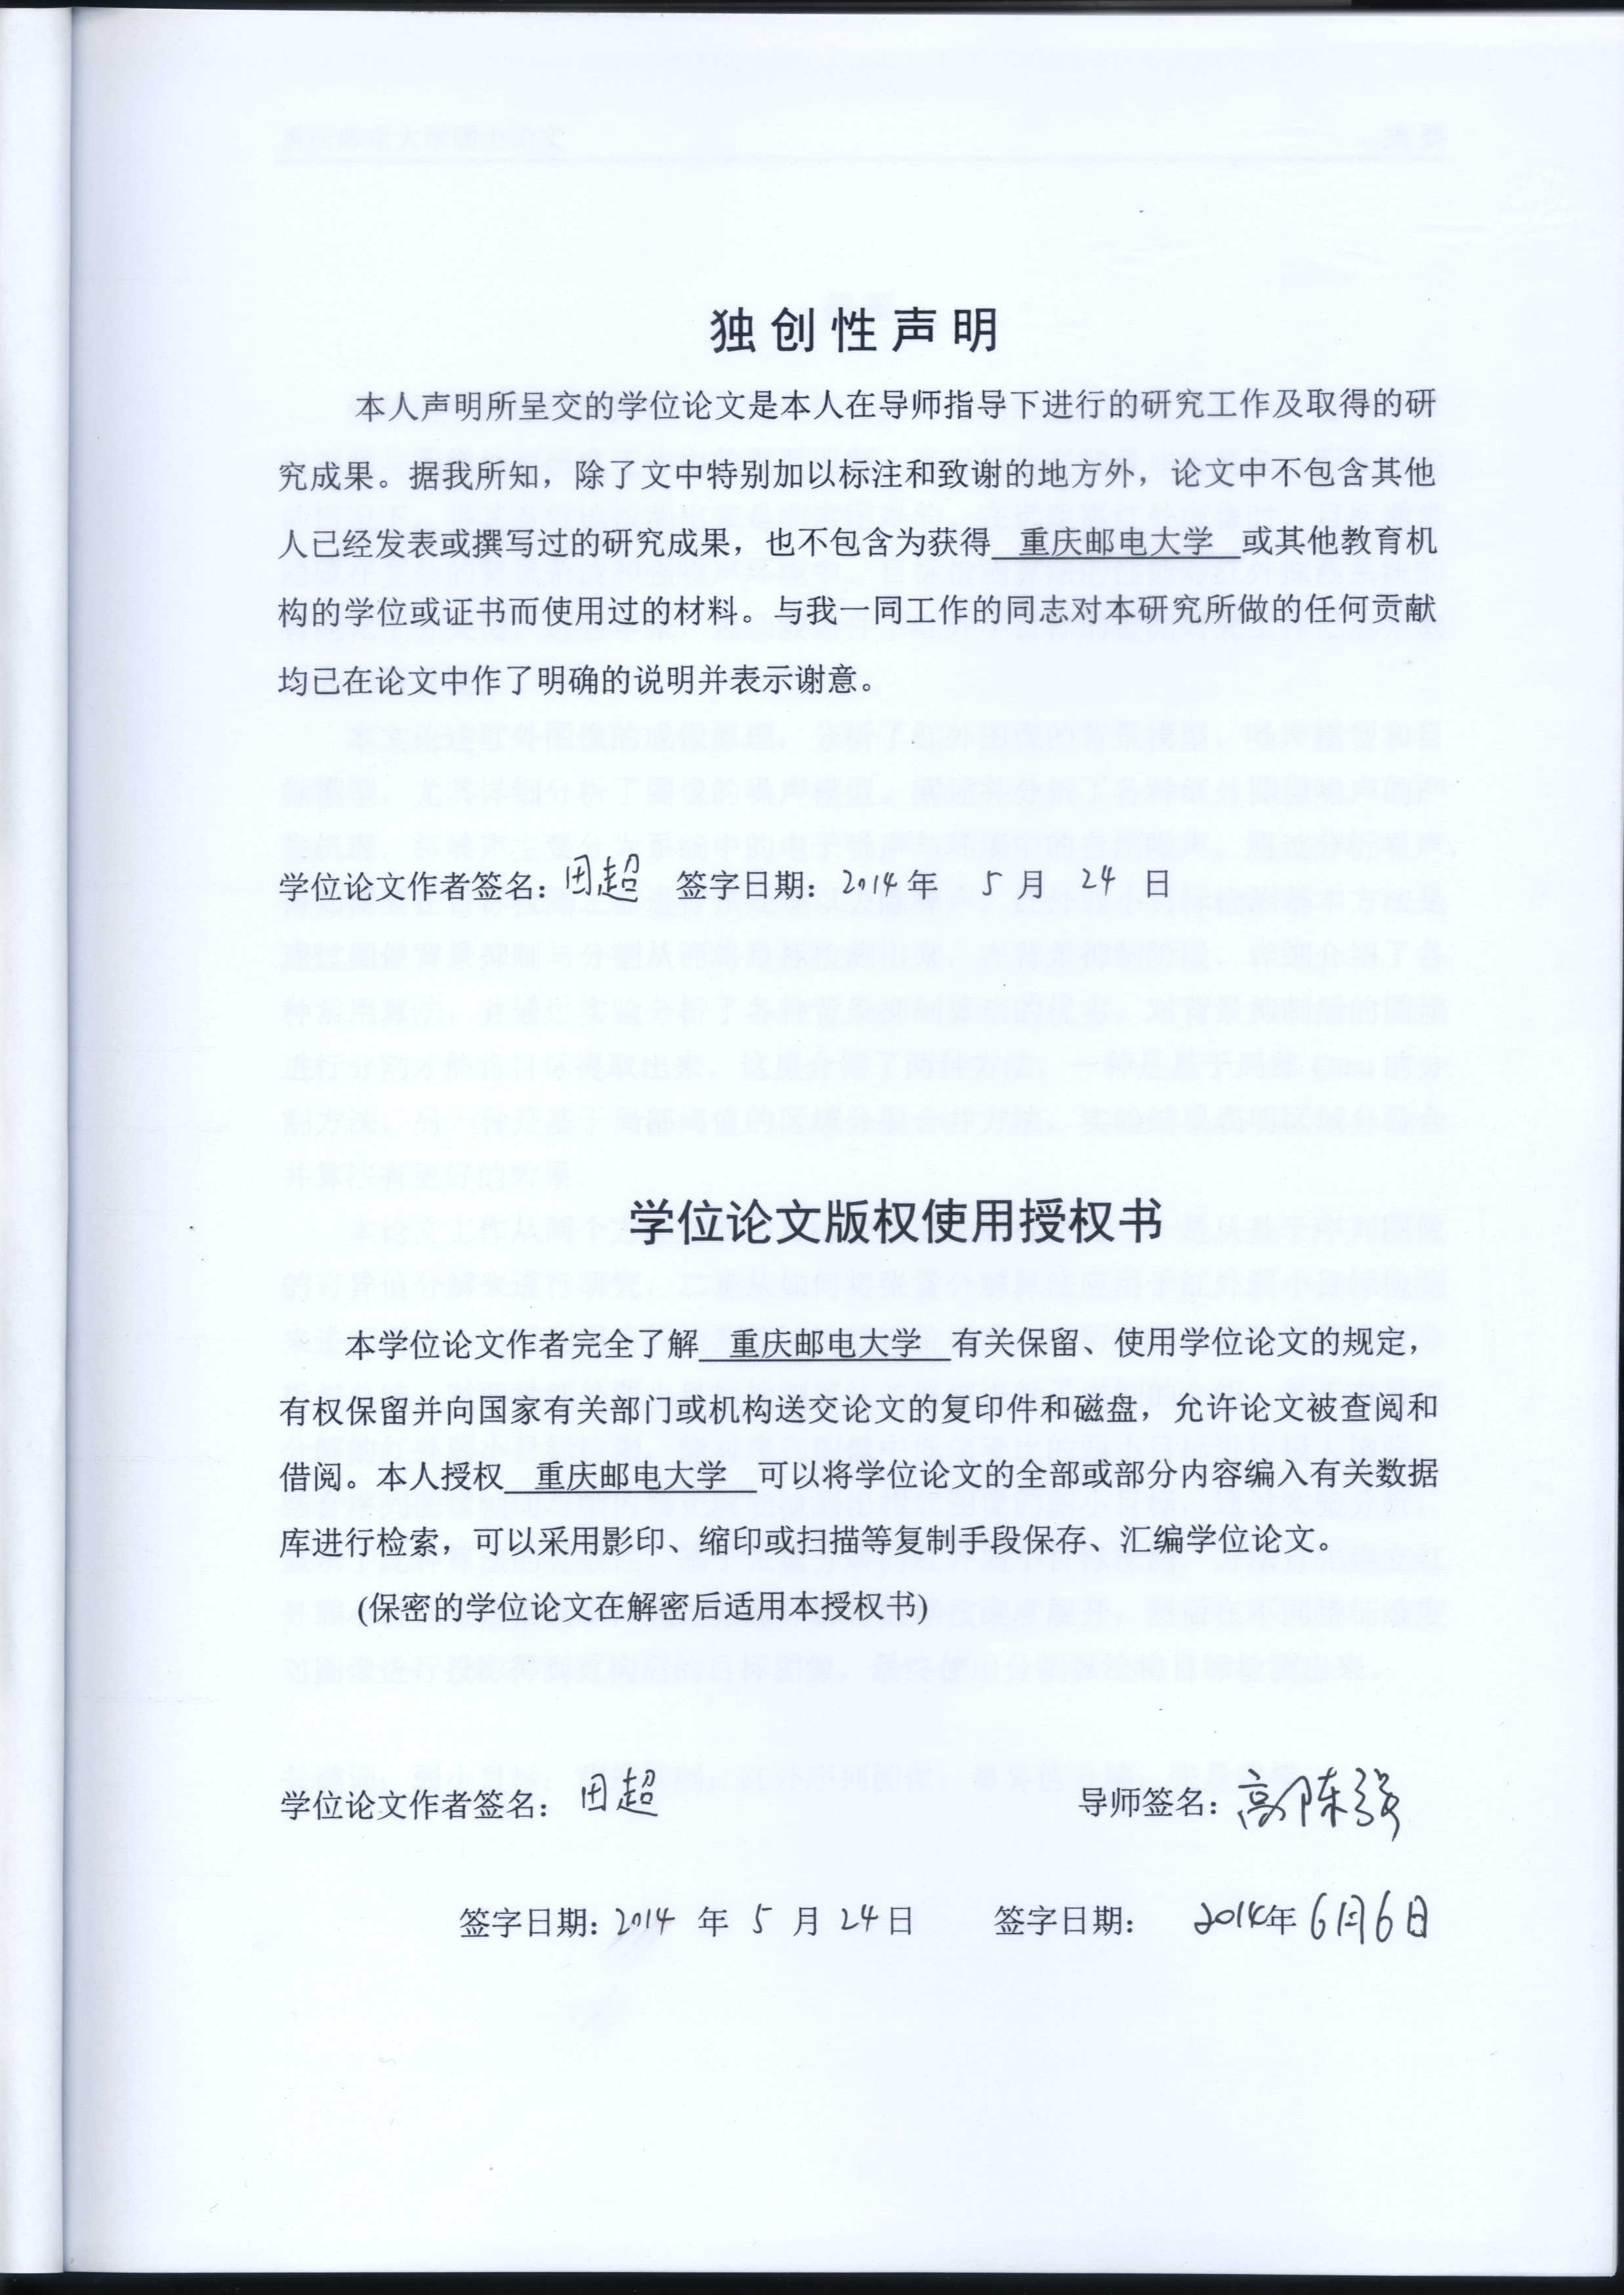 独创性声明
本人声明所呈交的学位论文是本人在导师指导下进行的研究工作及取得的研
究成果。据我所知，除了文中特别加以标注和致谢的地方外，论文中不包含其他
人已经发表或撰写过的研究成果，也不包含为获得 重庆邮电大学 或其他教育机
构的学位或证书而使用过的材料。与我一同工作的同志对本研究所做的任何贡献
均已在论文中作了明确的说明并表示谢意。
学位论文作者签名：田超 签字日期：2014 年 5 月 24 日
学位论文版权使用授权书
本学位论文作者完全了解 重庆邮电大学 有关保留、使用学位论文的规定，
有权保留并向国家有关部门或机构送交论文的复印件和磁盘，允许论文被查阅和
借阅。本人授权 重庆邮电大学 可以将学位论文的全部或部分内容编入有关数据
库进行检索，可以采用影印、缩印或扫描等复制手段保存、汇编学位论文。
(保密的学位论文在解密后适用本授权书)
学位论文作者签名：田超 导师签名：高陈强
签字日期：2014 年 5 月 24 日 签字日期： 2014年 6月6日